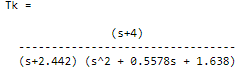 Tk =
(s+4)
---------------------------------
(s+2.442) (s^2 + 0.5578s + 1.638)